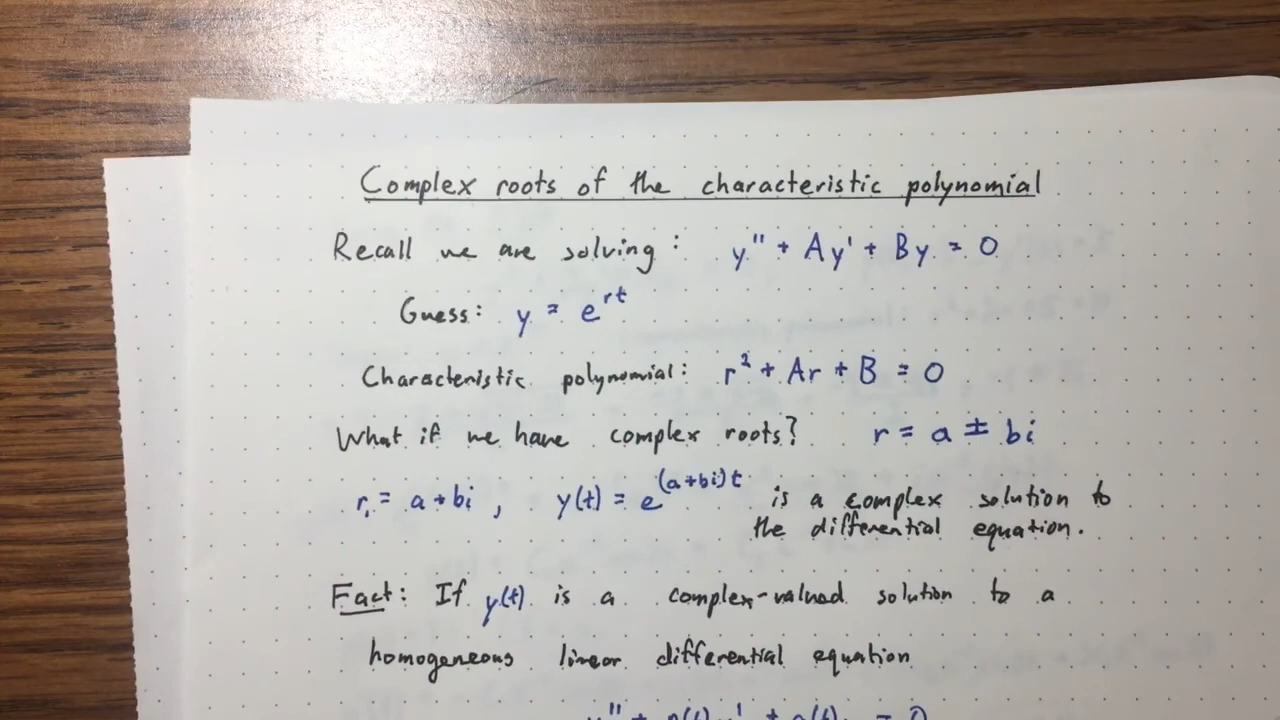 Complex roots of the characteristic polynomial
Recall we are solving: y" + Ay' + By = 0
Guess: y = e^{rt}
Characteristic polynomial: r² + Ar + B = 0
What if we have complex roots? r = a ± bi
r₁ = a + bi, y(t) = e^{(a+bi)t} is a complex solution to
the differential equation.
Fact: If y(t) is a complex-valued solution to a
homogeneous linear differential equation